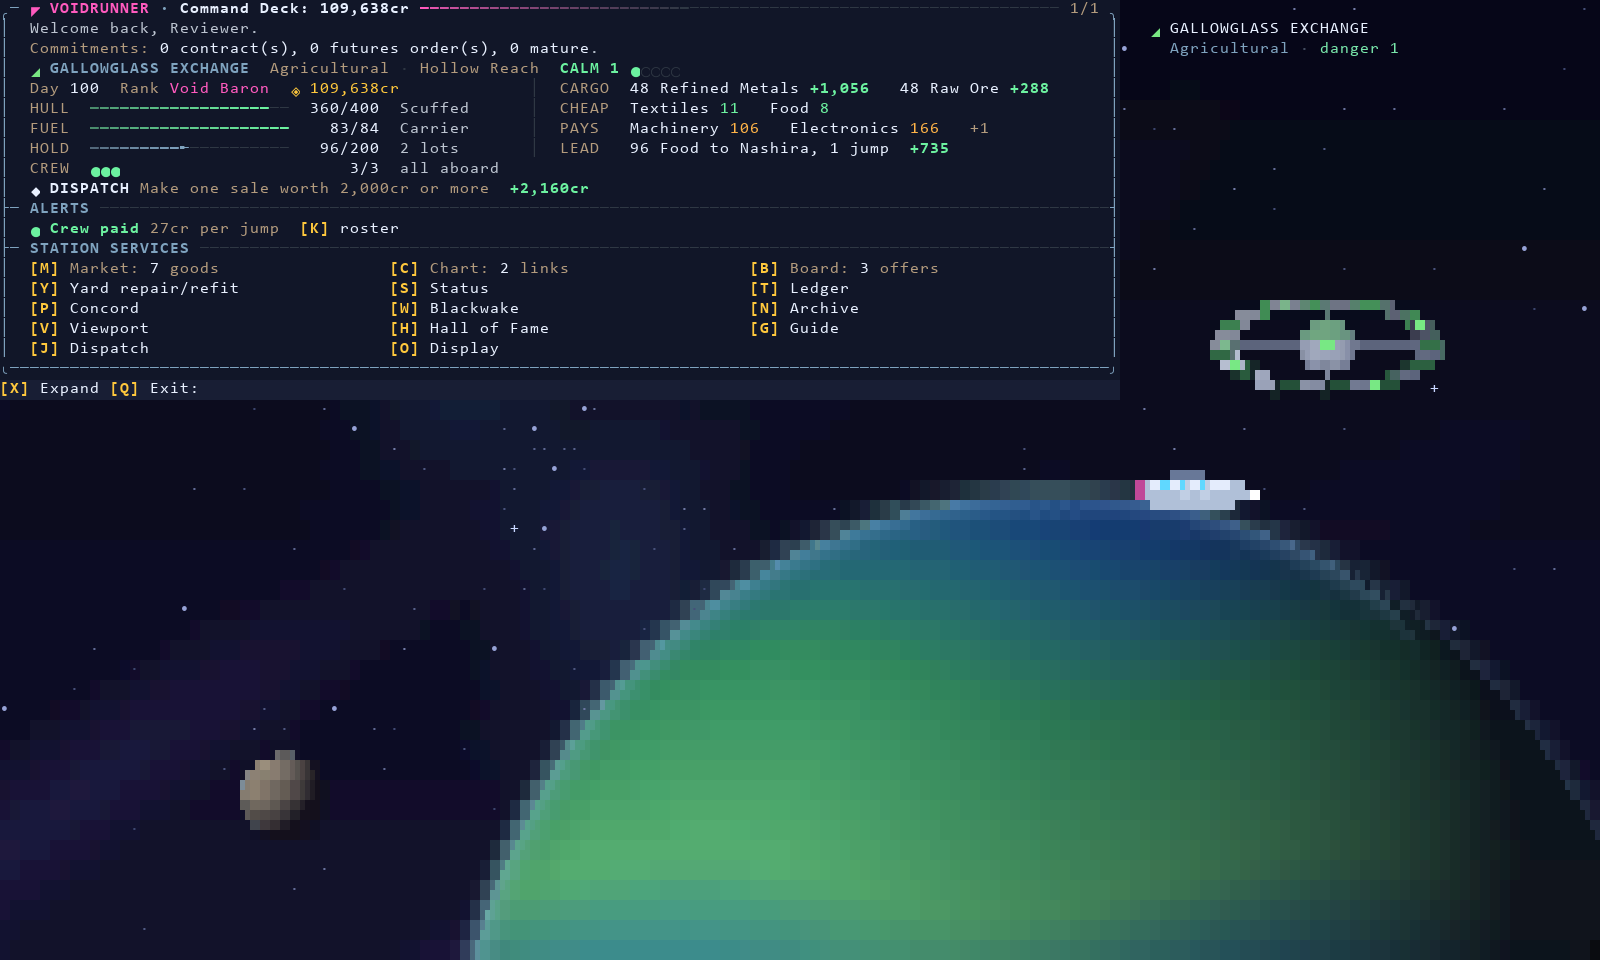 VOIDRUNNER · Command Deck: 109,638cr 1/1
Welcome back, Reviewer.
Commitments: 0 contract(s), 0 futures order(s), 0 mature.
GALLOWGLASS EXCHANGE Agricultural · Hollow Reach CALM 1
Day 100 Rank Void Baron 109,638cr CARGO 48 Refined Metals +1,056 48 Raw Ore +288
HULL 360/400 Scuffed CHEAP Textiles 11 Food 8
FUEL 83/84 Carrier PAYS Machinery 106 Electronics 166 +1
HOLD 96/200 2 lots LEAD 96 Food to Nashira, 1 jump +735
CREW 3/3 all aboard
DISPATCH Make one sale worth 2,000cr or more +2,160cr
ALERTS
Crew paid 27cr per jump [K] roster
STATION SERVICES
[M] Market: 7 goods [C] Chart: 2 links [B] Board: 3 offers
[Y] Yard repair/refit [S] Status [T] Ledger
[P] Concord [W] Blackwake [N] Archive
[V] Viewport [H] Hall of Fame [G] Guide
[J] Dispatch [O] Display
[X] Expand [Q] Exit:
GALLOWGLASS EXCHANGE
Agricultural · danger 1